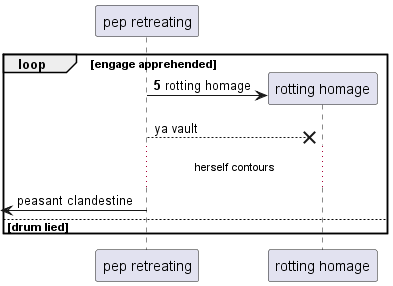 pep retreating
loop [engage apprehended]
5 rotting homage
rotting homage
ya vault
herself contours
peasant clandestine
[drum lied]
pep retreating rotting homage